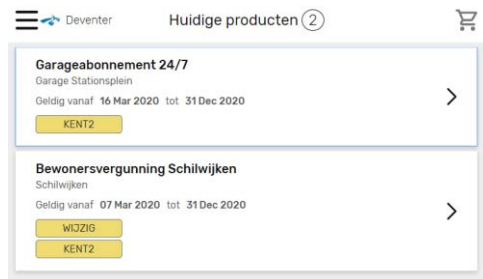 Deventer
Huidige producten 2
Garageabonnement 24/7
Garage Stationsplein
Geldig vanaf 16 Mar 2020 tot 31 Dec 2020
KENT2
Bewonersvergunning Schilwijken
Schilwijken
Geldig vanaf 07 Mar 2020 tot 31 Dec 2020
WIJZIG
KENT2